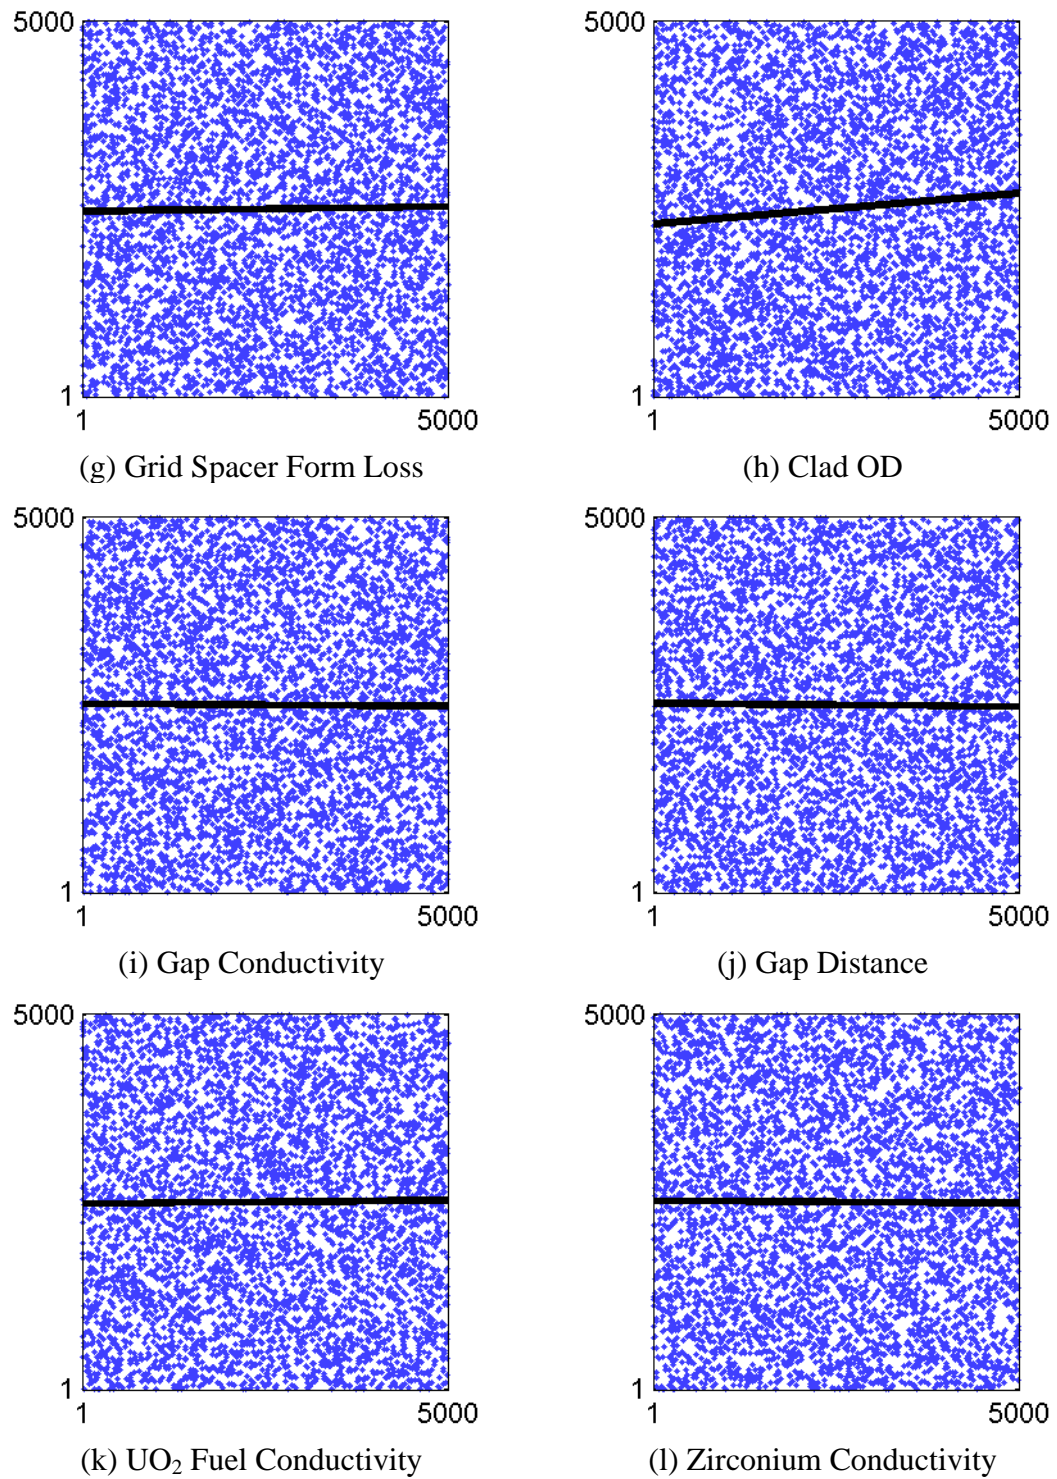 5000 5000
1 1
1 5000 1 5000
(g) Grid Spacer Form Loss (h) Clad OD
5000 5000
1 1
1 5000 1 5000
(i) Gap Conductivity (j) Gap Distance
5000 5000
1 1
1 5000 1 5000
(k) UO₂ Fuel Conductivity (l) Zirconium Conductivity